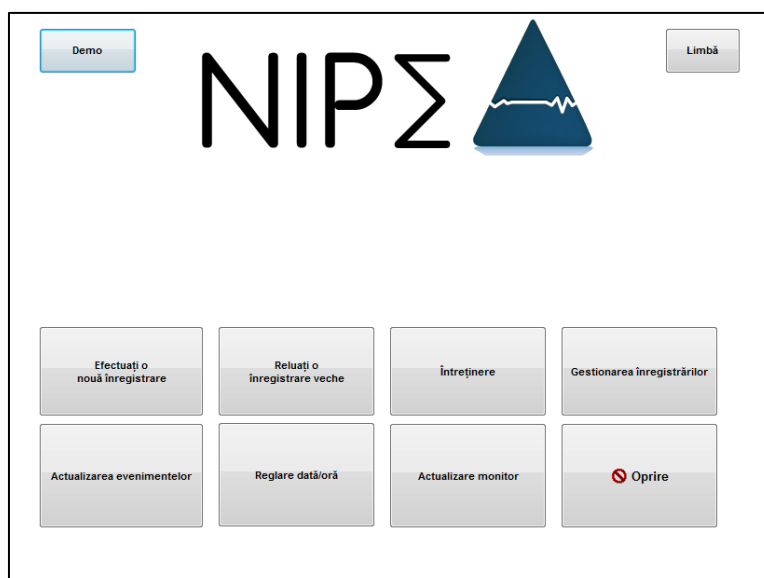 Demo
NIPΣ
Limbă
Efectuați o
nouă înregistrare
Reluați o
înregistrare veche
Întreținere
Gestionarea înregistrărilor
Actualizarea evenimentelor
Reglare dată/oră
Actualizare monitor
Oprire